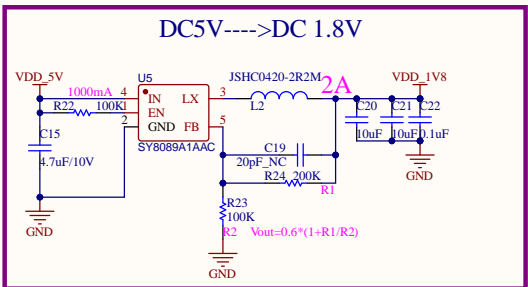 DC5V---->DC 1.8V
U5
JSHC0420-2R2M
2A
VDD_5V
VDD_1V8
1000mA
4
IN
LX
3
L2
R22
100K
1
EN
2
GND
FB
5
SY8089A1AAC
C15
4.7uF/10V
C20
C21
C22
10uF
10uF
0.1uF
C19
20pF_NC
R24
200K
R1
R23
100K
R2
Vout=0.6*(1+R1/R2)
GND
GND
GND